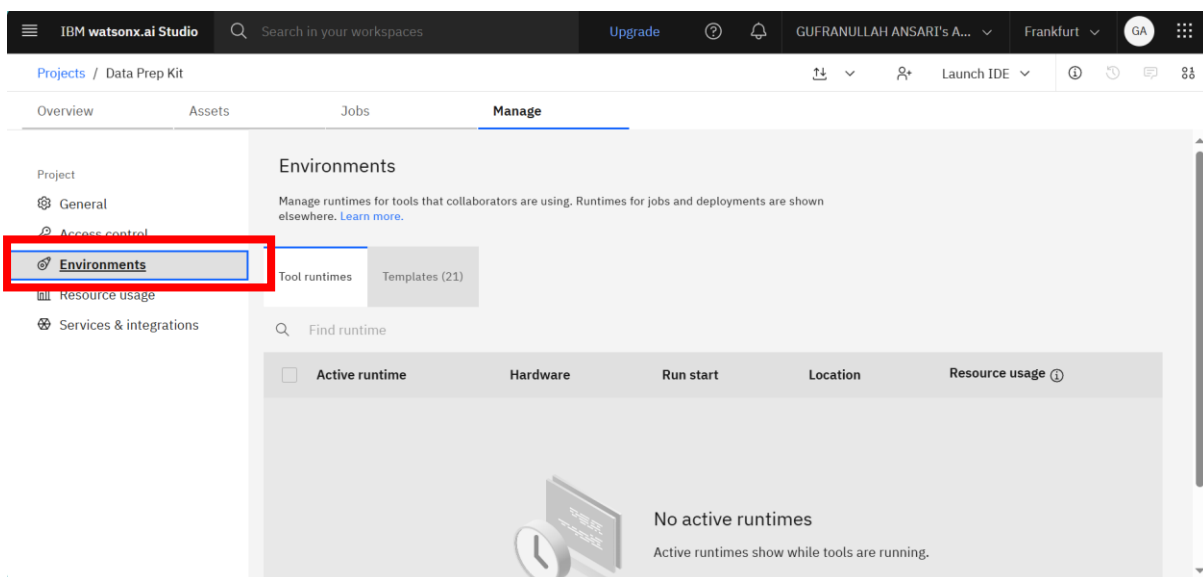 IBM watsonx.ai Studio
Search in your workspaces
Upgrade
GUFRANULLAH ANSARI's A...
Frankfurt
GA
Projects / Data Prep Kit
Launch IDE
Overview
Assets
Jobs
Manage
Project
General
Access control
Environments
Resource usage
Services & integrations
Environments
Manage runtimes for tools that collaborators are using. Runtimes for jobs and deployments are shown
elsewhere. Learn more.
Tool runtimes
Templates (21)
Find runtime
Active runtime
Hardware
Run start
Location
Resource usage
No active runtimes
Active runtimes show while tools are running.